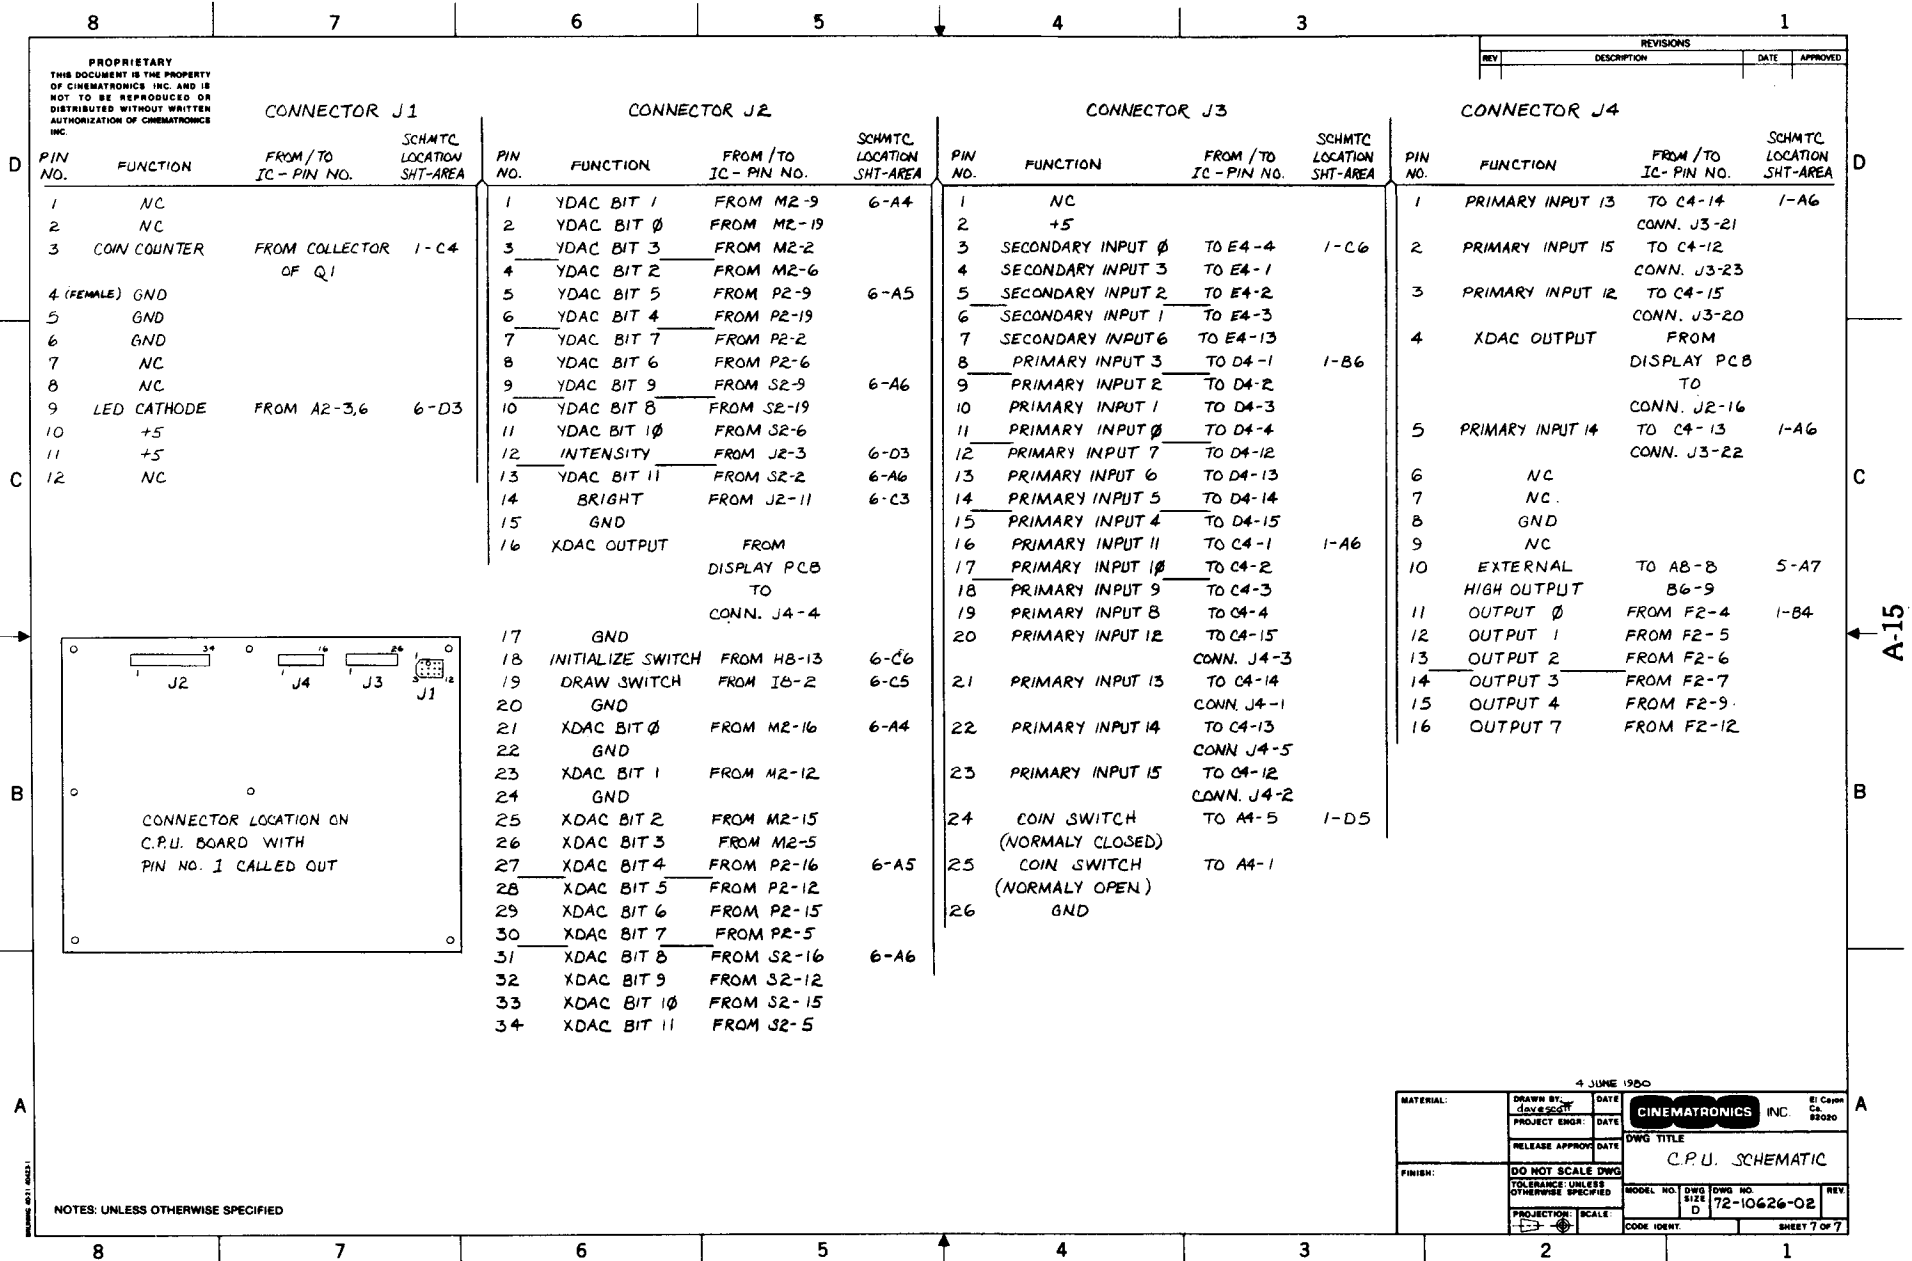 8 7 6 5 4 3 1
REVISIONS
REV DESCRIPTION DATE APPROVED
PROPRIETARY
THIS DOCUMENT IS THE PROPERTY
OF CINEMATRONICS INC. AND IS
NOT TO BE REPRODUCED OR
DISTRIBUTED WITHOUT WRITTEN
AUTHORIZATION OF CINEMATRONICS
INC.
CONNECTOR J1
PIN NO. FUNCTION FROM/TO IC-PIN NO. SCHMTC LOCATION SHT-AREA
1 NC
2 NC
3 COIN COUNTER FROM COLLECTOR 1-C4
OF Q1
4 (FEMALE) GND
5 GND
6 GND
7 NC
8 NC
9 LED CATHODE FROM A2-3,6 6-D3
10 +5
11 +5
12 NC
CONNECTOR J2
PIN NO. FUNCTION FROM/TO IC-PIN NO. SCHMTC LOCATION SHT-AREA
1 YDAC BIT 1 FROM M2-9 6-A4
2 YDAC BIT Ø FROM M2-19
3 YDAC BIT 3 FROM M2-2
4 YDAC BIT 2 FROM M2-6
5 YDAC BIT 5 FROM P2-9 6-A5
6 YDAC BIT 4 FROM P2-19
7 YDAC BIT 7 FROM P2-2
8 YDAC BIT 6 FROM P2-6
9 YDAC BIT 9 FROM S2-9 6-A6
10 YDAC BIT 8 FROM S2-19
11 YDAC BIT 1Ø FROM S2-6
12 INTENSITY FROM J2-3 6-D3
13 YDAC BIT 11 FROM S2-2 6-A6
14 BRIGHT FROM J2-11 6-C3
15 GND
16 XDAC OUTPUT FROM
DISPLAY PCB
TO
CONN. J4-4
17 GND
18 INITIALIZE SWITCH FROM H8-13 6-C6
19 DRAW SWITCH FROM I8-2 6-C5
20 GND
21 XDAC BIT Ø FROM M2-16 6-A4
22 GND
23 XDAC BIT 1 FROM M2-12
24 GND
25 XDAC BIT 2 FROM M2-15
26 XDAC BIT 3 FROM M2-5
27 XDAC BIT 4 FROM P2-16 6-A5
28 XDAC BIT 5 FROM P2-12
29 XDAC BIT 6 FROM P2-15
30 XDAC BIT 7 FROM P2-5
31 XDAC BIT 8 FROM S2-16 6-A6
32 XDAC BIT 9 FROM S2-12
33 XDAC BIT 1Ø FROM S2-15
34 XDAC BIT 11 FROM S2-5
CONNECTOR J3
PIN NO. FUNCTION FROM/TO IC-PIN NO. SCHMTC LOCATION SHT-AREA
1 NC
2 +5
3 SECONDARY INPUT Ø TO E4-4 1-C6
4 SECONDARY INPUT 3 TO E4-1
5 SECONDARY INPUT 2 TO E4-2
6 SECONDARY INPUT 1 TO E4-3
7 SECONDARY INPUT 6 TO E4-13
8 PRIMARY INPUT 3 TO D4-1 1-B6
9 PRIMARY INPUT 2 TO D4-2
10 PRIMARY INPUT 1 TO D4-3
11 PRIMARY INPUT Ø TO D4-4
12 PRIMARY INPUT 7 TO D4-12
13 PRIMARY INPUT 6 TO D4-13
14 PRIMARY INPUT 5 TO D4-14
15 PRIMARY INPUT 4 TO D4-15
16 PRIMARY INPUT 11 TO C4-1 1-A6
17 PRIMARY INPUT 1Ø TO C4-2
18 PRIMARY INPUT 9 TO C4-3
19 PRIMARY INPUT 8 TO C4-4
20 PRIMARY INPUT 12 TO C4-15
CONN. J4-3
21 PRIMARY INPUT 13 TO C4-14
CONN. J4-1
22 PRIMARY INPUT 14 TO C4-13
CONN J4-5
23 PRIMARY INPUT 15 TO C4-12
CONN. J4-2
24 COIN SWITCH TO A4-5 1-D5
(NORMALY CLOSED)
25 COIN SWITCH TO A4-1
(NORMALY OPEN)
26 GND
CONNECTOR J4
PIN NO. FUNCTION FROM/TO IC-PIN NO. SCHMTC LOCATION SHT-AREA
1 PRIMARY INPUT 13 TO C4-14 1-A6
CONN. J3-21
2 PRIMARY INPUT 15 TO C4-12
CONN. J3-23
3 PRIMARY INPUT 12 TO C4-15
CONN. J3-20
4 XDAC OUTPUT FROM
DISPLAY PCB
TO
CONN. J2-16
5 PRIMARY INPUT 14 TO C4-13 1-A6
CONN. J3-22
6 NC
7 NC.
8 GND
9 NC
10 EXTERNAL TO A8-8 5-A7
HIGH OUTPUT B6-9
11 OUTPUT Ø FROM F2-4 1-B4
12 OUTPUT 1 FROM F2-5
13 OUTPUT 2 FROM F2-6
14 OUTPUT 3 FROM F2-7
15 OUTPUT 4 FROM F2-9
16 OUTPUT 7 FROM F2-12
34 16 26 1
1 J2 1 J4 1 J3 3 12 J1
CONNECTOR LOCATION ON
C.P.U. BOARD WITH
PIN NO. 1 CALLED OUT
D C B A
D C B A
A-15
4 JUNE 1980
MATERIAL:
FINISH:
DRAWN BY: davescott DATE
PROJECT ENGR: DATE
RELEASE APPROV: DATE
DO NOT SCALE DWG
TOLERANCE: UNLESS
OTHERWISE SPECIFIED
PROJECTION: SCALE:
CINEMATRONICS INC. El Cajon Ca. 92020
DWG TITLE
C.P.U. SCHEMATIC
MODEL NO. DWG SIZE D DWG NO. 72-10626-02 REV.
CODE IDENT. SHEET 7 OF 7
NOTES: UNLESS OTHERWISE SPECIFIED
8 7 6 5 4 3 2 1